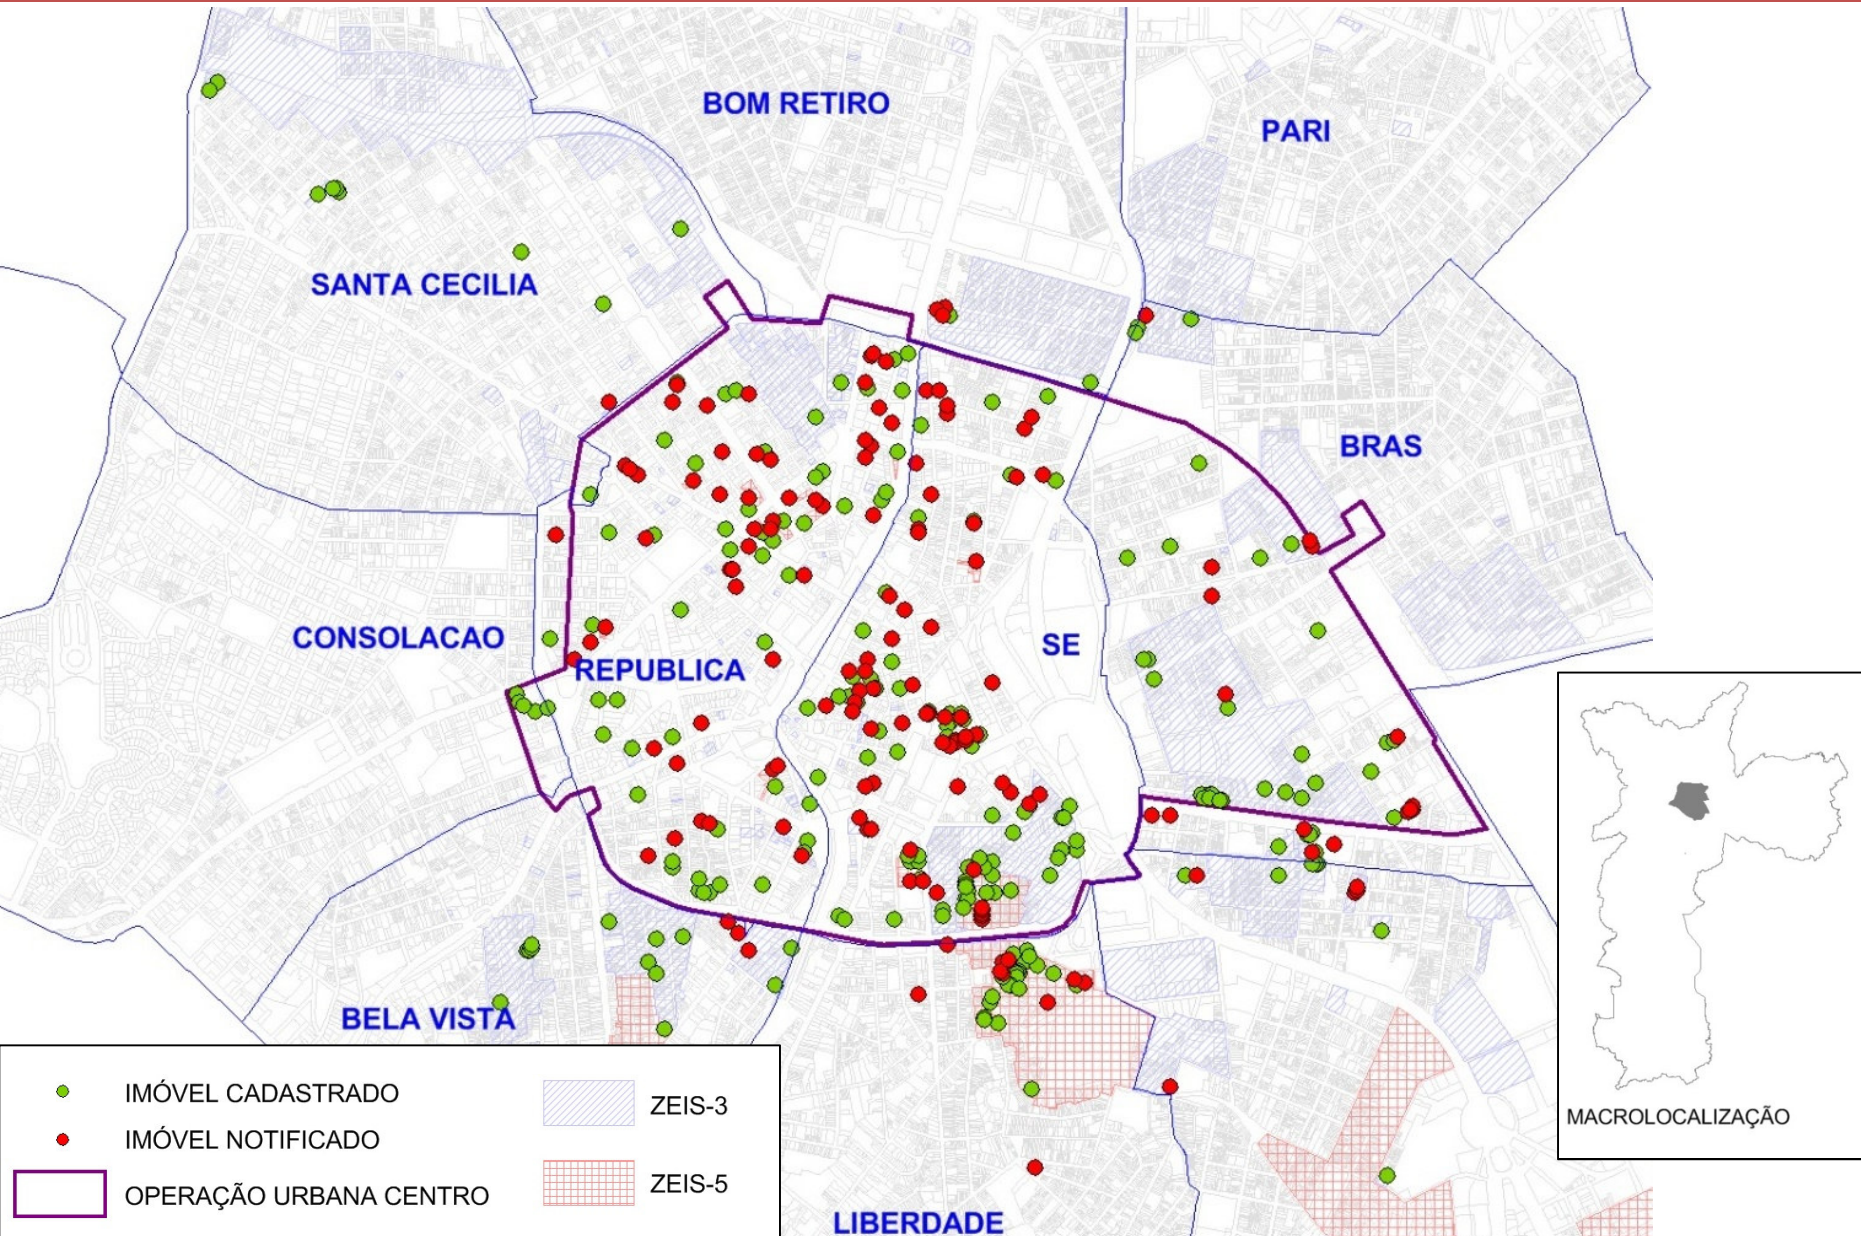 BOM RETIRO
PARI
SANTA CECILIA
BRAS
CONSOLACAO
REPUBLICA
SE
BELA VISTA
LIBERDADE
IMÓVEL CADASTRADO
IMÓVEL NOTIFICADO
OPERAÇÃO URBANA CENTRO
ZEIS-3
ZEIS-5
MACROLOCALIZAÇÃO